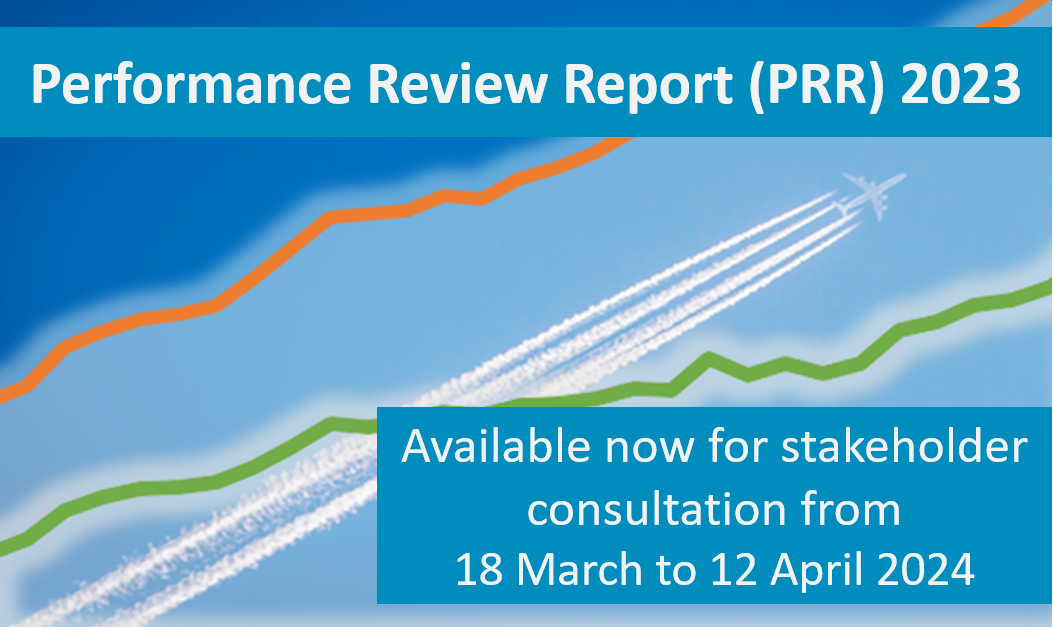 Performance Review Report (PRR) 2023
Available now for stakeholder
consultation from
18 March to 12 April 2024